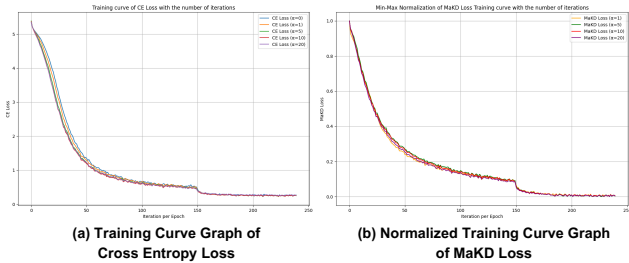 Training curve of CE Loss with the number of iterations
CE Loss (α=0)
CE Loss (α=1)
CE Loss (α=5)
CE Loss (α=10)
CE Loss (α=20)
5
4
3
2
1
0
CE Loss
0
50
100
150
200
250
Iteration per Epoch
(a) Training Curve Graph of
Cross Entropy Loss
Min-Max Normalization of MaKD Loss Training curve with the number of iterations
MaKD Loss (α=1)
MaKD Loss (α=5)
MaKD Loss (α=10)
MaKD Loss (α=20)
1.0
0.8
0.6
0.4
0.2
0.0
MaKD Loss
0
50
100
150
200
250
Iteration per Epoch
(b) Normalized Training Curve Graph
of MaKD Loss